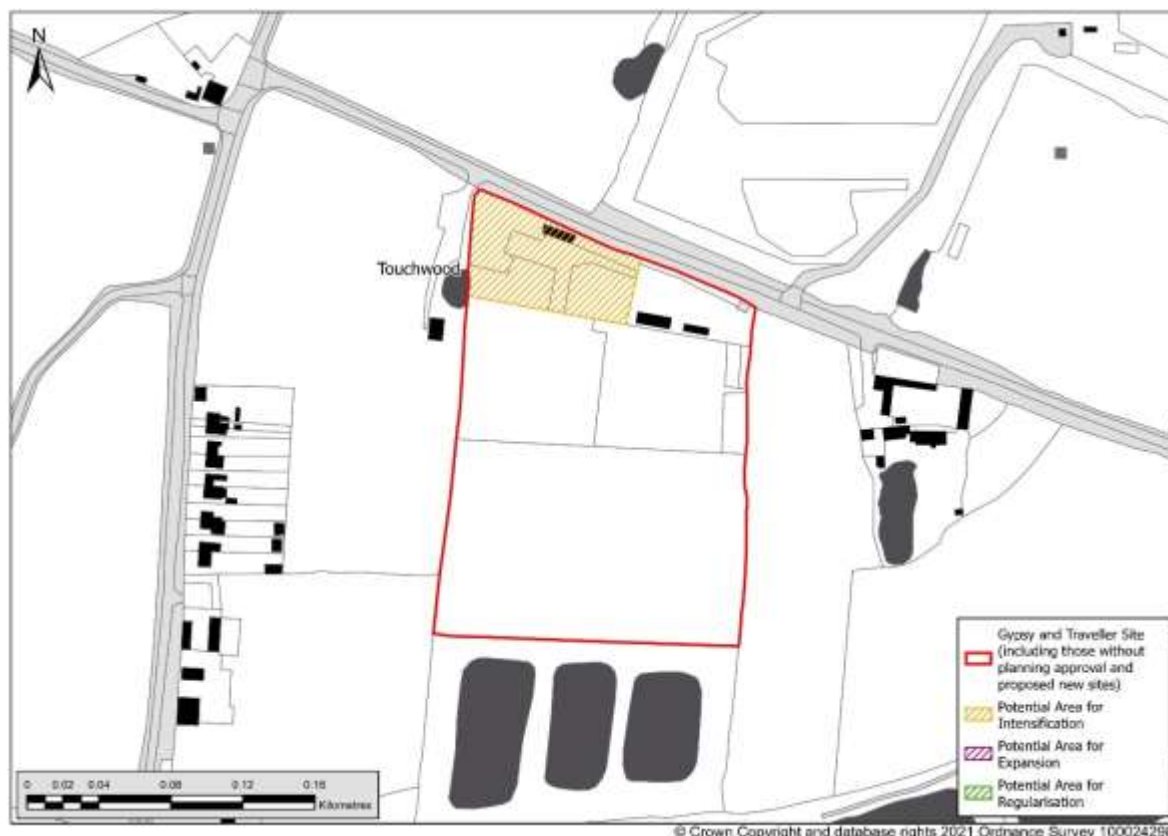 N
Touchwood
Gypsy and Traveller Site
(including those without
planning approval and
proposed new sites)
Potential Area for
Intensification
Potential Area for
Expansion
Potential Area for
Regularisation
0 0.02 0.04 0.08 0.12 0.16
Kilometres
© Crown Copyright and database rights 2021 Ordnance Survey